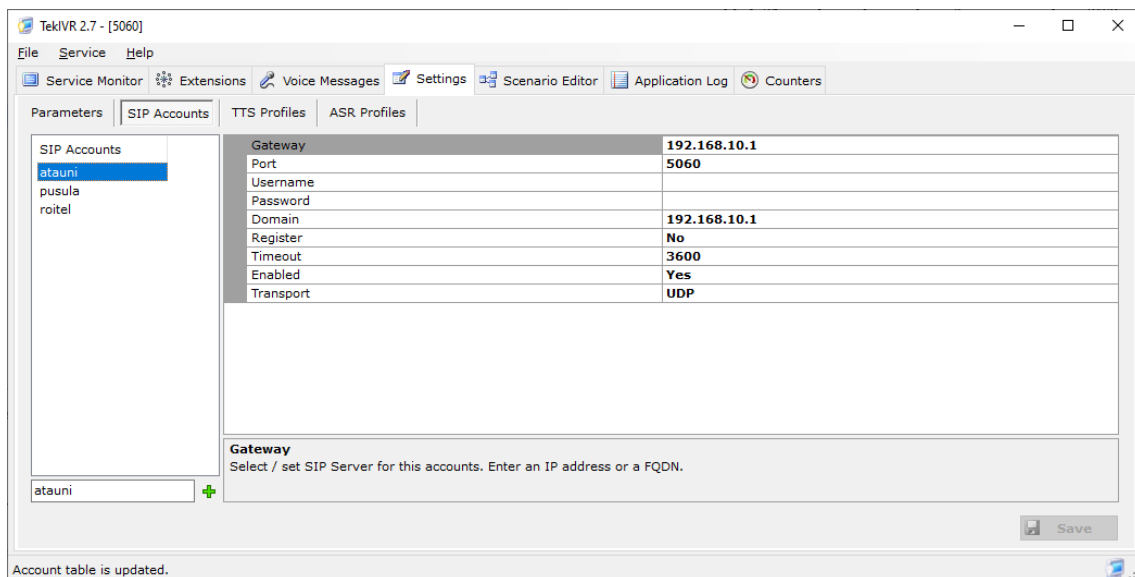 TekIVR 2.7 - [5060]
File Service Help
Service Monitor Extensions Voice Messages Settings Scenario Editor Application Log Counters
Parameters SIP Accounts TTS Profiles ASR Profiles
SIP Accounts
atauni
pusula
roitel
atauni
Gateway 192.168.10.1
Port 5060
Username
Password
Domain 192.168.10.1
Register No
Timeout 3600
Enabled Yes
Transport UDP
Gateway
Select / set SIP Server for this accounts. Enter an IP address or a FQDN.
Save
Account table is updated.